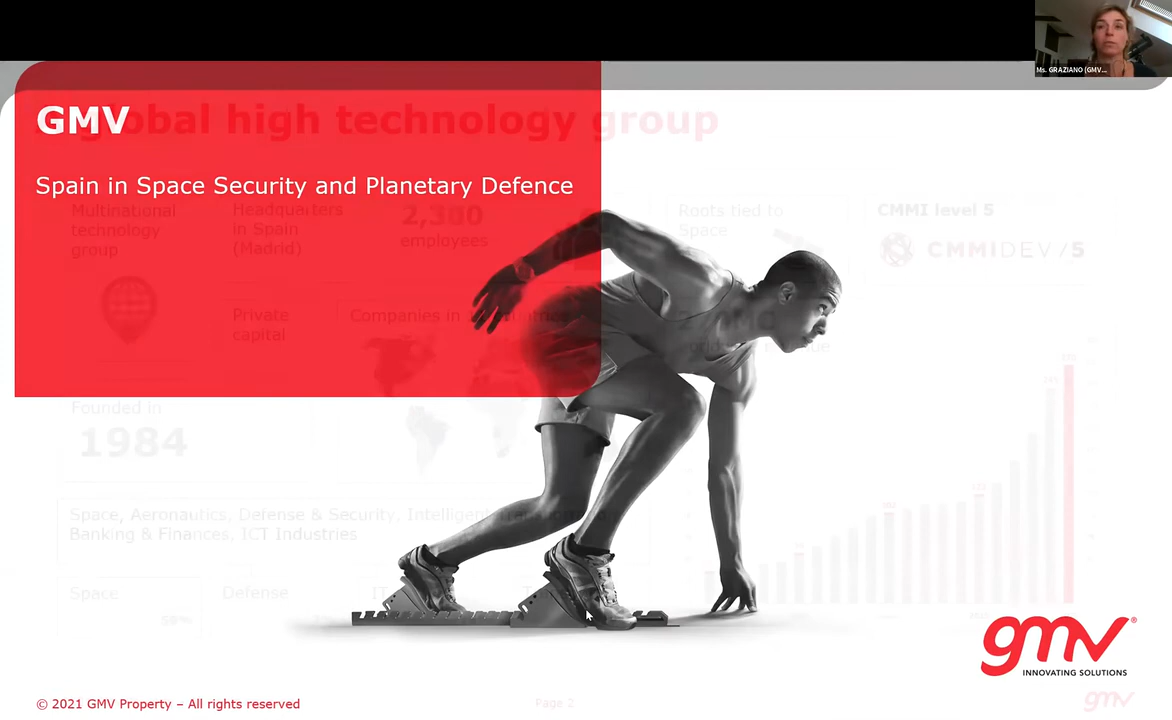 Ms. GRAZIANO (GMV...
GMV
global high technology group
Spain in Space Security and Planetary Defence
Multinational
technology
group
Headquarters
in Spain
(Madrid)
2,300
employees
Roots tied to
Space
CMMI level 5
CMMIDEV/5
Private
capital
Companies in
Founded in
1984
Space, Aeronautics, Defense & Security, Intelligent
Banking & Finances, ICT Industries
Space
Defense
gmv®
INNOVATING SOLUTIONS
© 2021 GMV Property – All rights reserved
Page 2
gmv